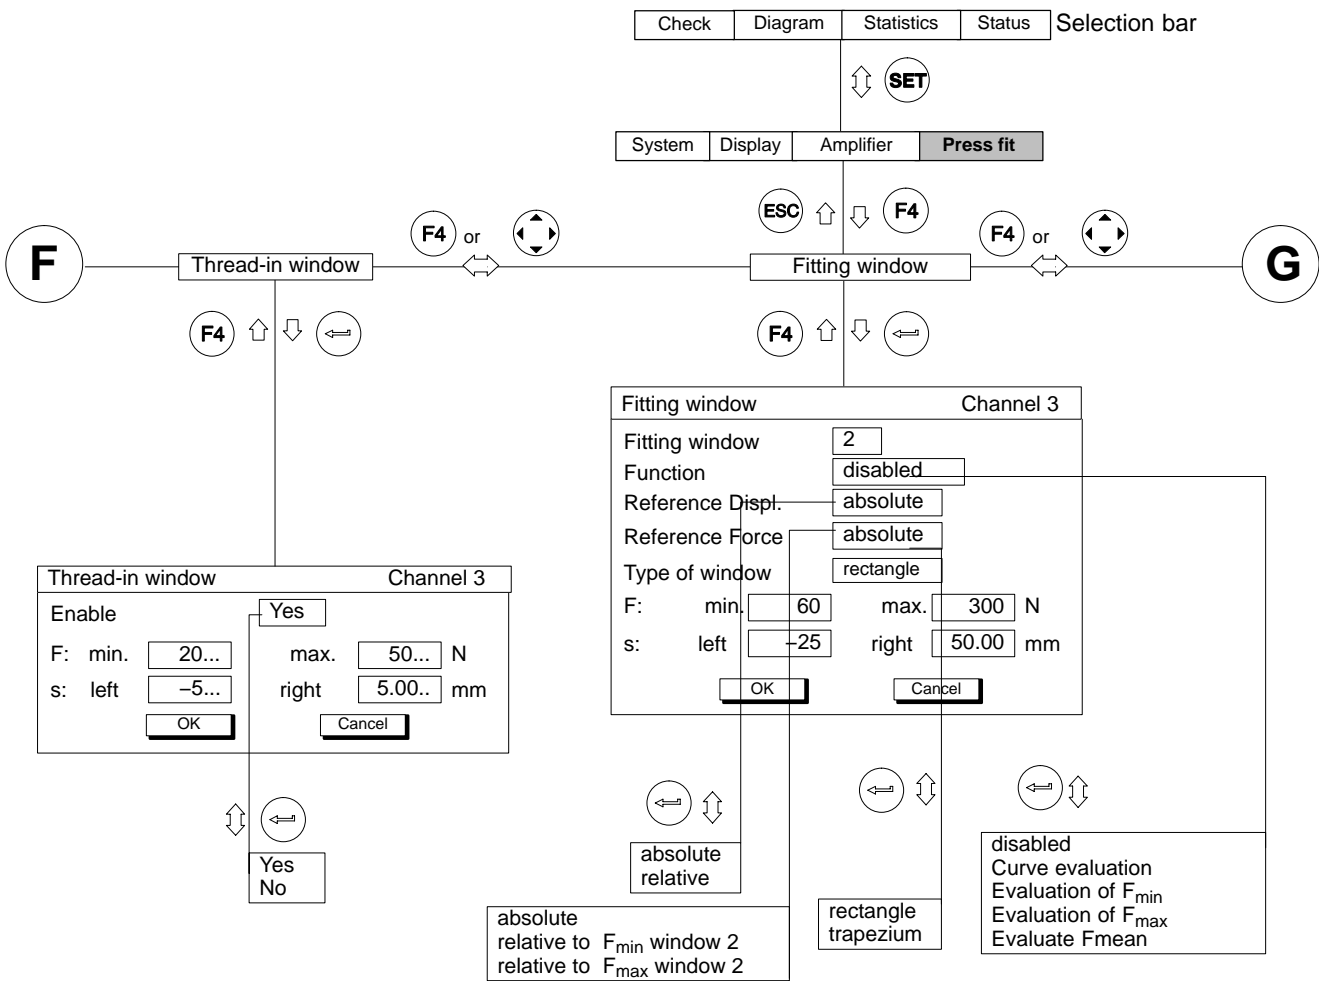 Check Diagram Statistics Status Selection bar
SET
System Display Amplifier Press fit
ESC F4
F4 or F4 or
F Thread-in window Fitting window G
F4 F4
Fitting window Channel 3
Fitting window 2
Function disabled
Reference Displ. absolute
Reference Force absolute
Type of window rectangle
F: min. 60 max. 300 N
s: left –25 right 50.00 mm
OK Cancel
Thread-in window Channel 3
Enable Yes
F: min. 20... max. 50... N
s: left –5... right 5.00.. mm
OK Cancel
Yes
No
absolute
relative
absolute
relative to Fmin window 2
relative to Fmax window 2
rectangle
trapezium
disabled
Curve evaluation
Evaluation of Fmin
Evaluation of Fmax
Evaluate Fmean